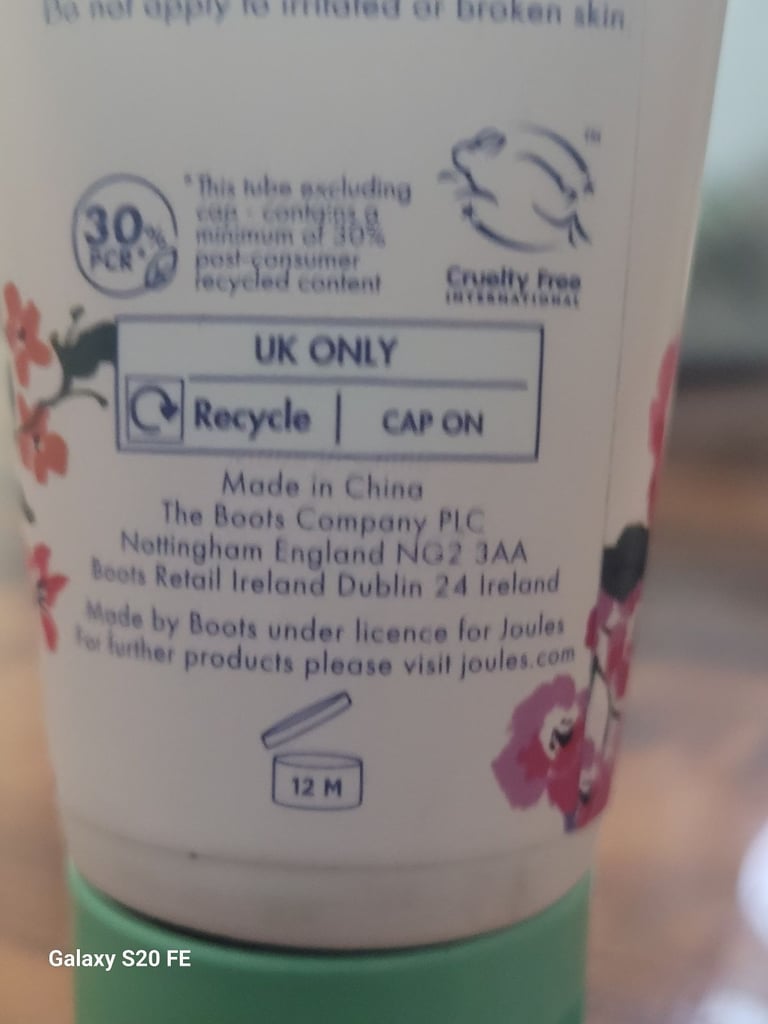 Do not apply to irritated or broken skin
30%
PCR*
*This tube excluding
cap - contains a
minimum of 30%
post-consumer
recycled content
TM
Cruelty Free
INTERNATIONAL
UK ONLY
Recycle | CAP ON
Made in China
The Boots Company PLC
Nottingham England NG2 3AA
Boots Retail Ireland Dublin 24 Ireland
Made by Boots under licence for Joules
For further products please visit joules.com
12 M
Galaxy S20 FE